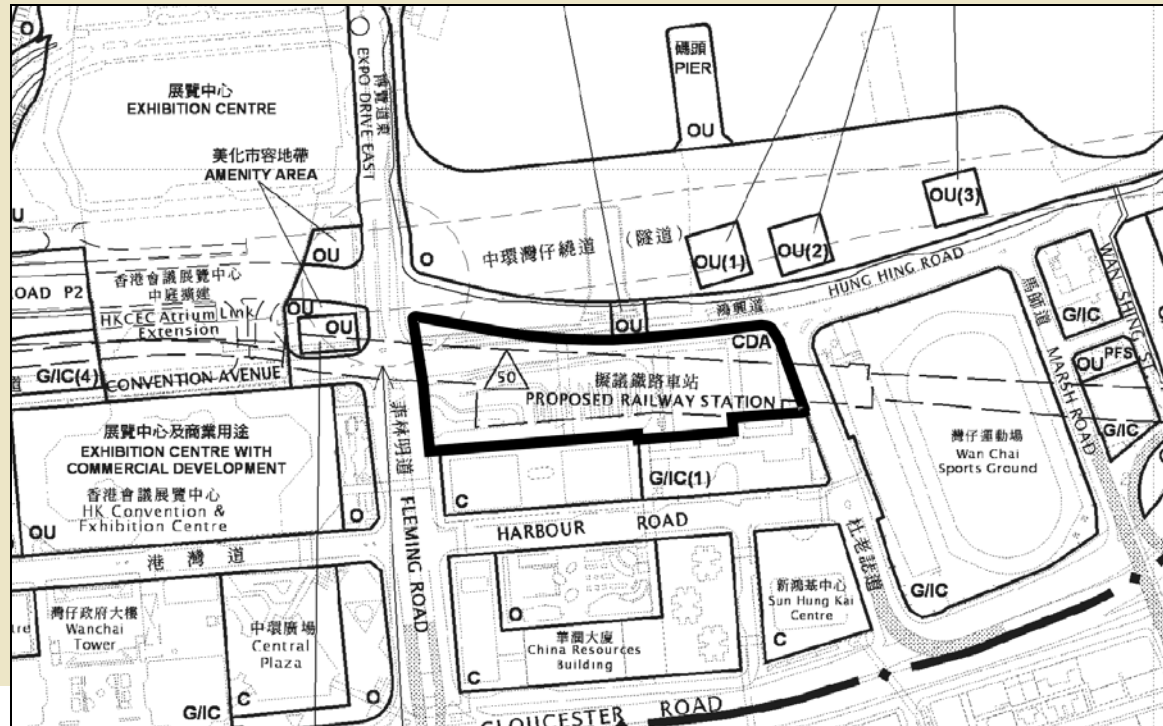 O
展覽中心
EXHIBITION CENTRE
博覽道東
EXPO DRIVE EAST
碼頭
PIER
OU
美化市容地帶
AMENITY AREA
U
OU
O
中環灣仔繞道
(隧道)
OU(1)
OU(2)
OU(3)
鴻興道
HUNG HING ROAD
ROAD P2
香港會議展覽中心
中庭擴建
HKCEC Atrium Link
Extension
OU
OU
OU
CDA
50
擬議鐵路車站
PROPOSED RAILWAY STATION
道
G/IC(4)
CONVENTION AVENUE
馬師道
MARSH ROAD
G/IC
OU
PFS
G/IC
展覽中心及商業用途
EXHIBITION CENTRE WITH
COMMERCIAL DEVELOPMENT
香港會議展覽中心
HK Convention &
Exhibition Centre
OU
O
菲林明道
FLEMING ROAD
C
G/IC(1)
灣仔運動場
Wan Chai
Sports Ground
G/IC
HARBOUR ROAD
港灣道
杜老誌道
灣仔政府大樓
Wanchai
Tower
G/IC
中環廣場
Central
Plaza
C
O
O
華潤大廈
China Resources
Building
C
新鴻基中心
Sun Hung Kai
Centre
C
GLOUCESTER ROAD